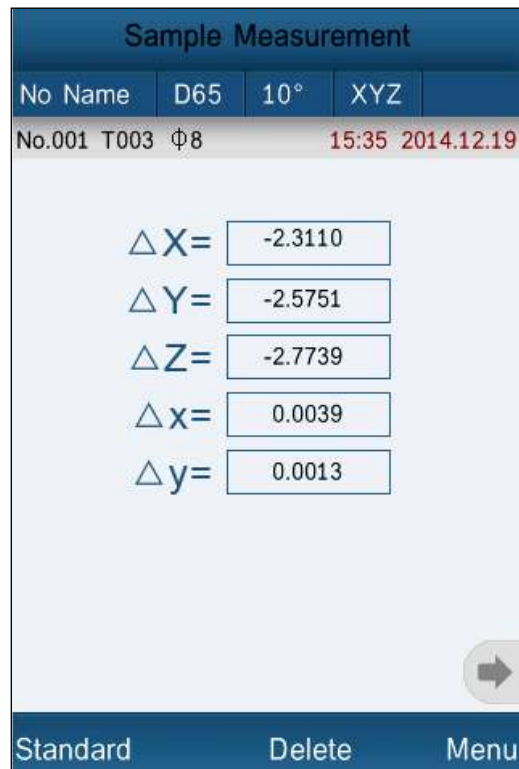 Sample Measurement
No Name D65 10° XYZ
No.001 T003 Φ8 15:35 2014.12.19
△X= -2.3110
△Y= -2.5751
△Z= -2.7739
△x= 0.0039
△y= 0.0013
Standard Delete Menu